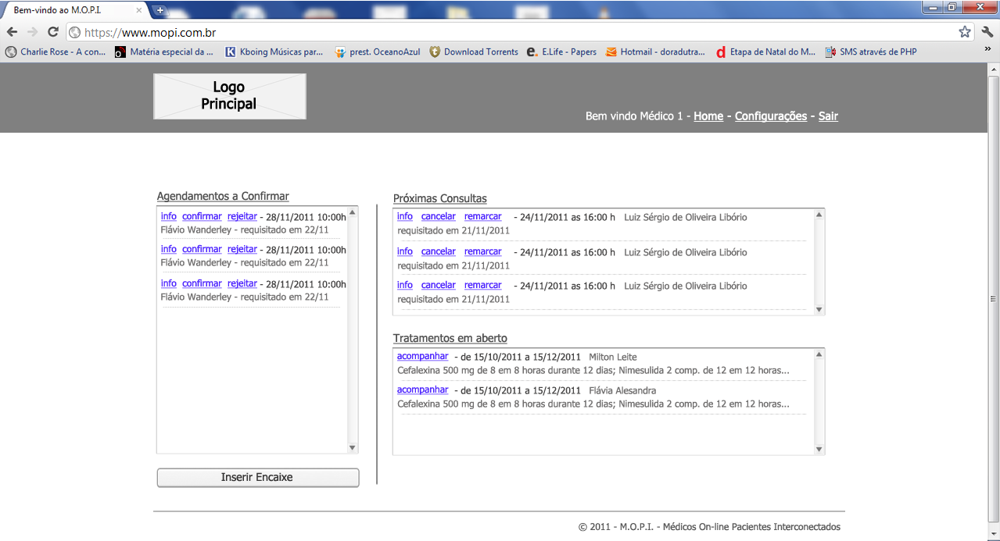 Bem-vindo ao M.O.P.I.
https://www.mopi.com.br
Charlie Rose - A con... Matéria especial da ... Kboing Músicas par... prest. OceanoAzul Download Torrents E.Life - Papers Hotmail - doradutra... Etapa de Natal do M... SMS através de PHP »
Logo
Principal
Bem vindo Médico 1 - Home - Configurações - Sair
Agendamentos a Confirmar
info confirmar rejeitar - 28/11/2011 10:00h
Flávio Wanderley - requisitado em 22/11
info confirmar rejeitar - 28/11/2011 10:00h
Flávio Wanderley - requisitado em 22/11
info confirmar rejeitar - 28/11/2011 10:00h
Flávio Wanderley - requisitado em 22/11
Inserir Encaixe
Próximas Consultas
info cancelar remarcar - 24/11/2011 as 16:00 h Luiz Sérgio de Oliveira Libório
requisitado em 21/11/2011
info cancelar remarcar - 24/11/2011 as 16:00 h Luiz Sérgio de Oliveira Libório
requisitado em 21/11/2011
info cancelar remarcar - 24/11/2011 as 16:00 h Luiz Sérgio de Oliveira Libório
requisitado em 21/11/2011
Tratamentos em aberto
acompanhar - de 15/10/2011 a 15/12/2011 Milton Leite
Cefalexina 500 mg de 8 em 8 horas durante 12 dias; Nimesulida 2 comp. de 12 em 12 horas...
acompanhar - de 15/10/2011 a 15/12/2011 Flávia Alesandra
Cefalexina 500 mg de 8 em 8 horas durante 12 dias; Nimesulida 2 comp. de 12 em 12 horas...
© 2011 - M.O.P.I. - Médicos On-line Pacientes Interconectados